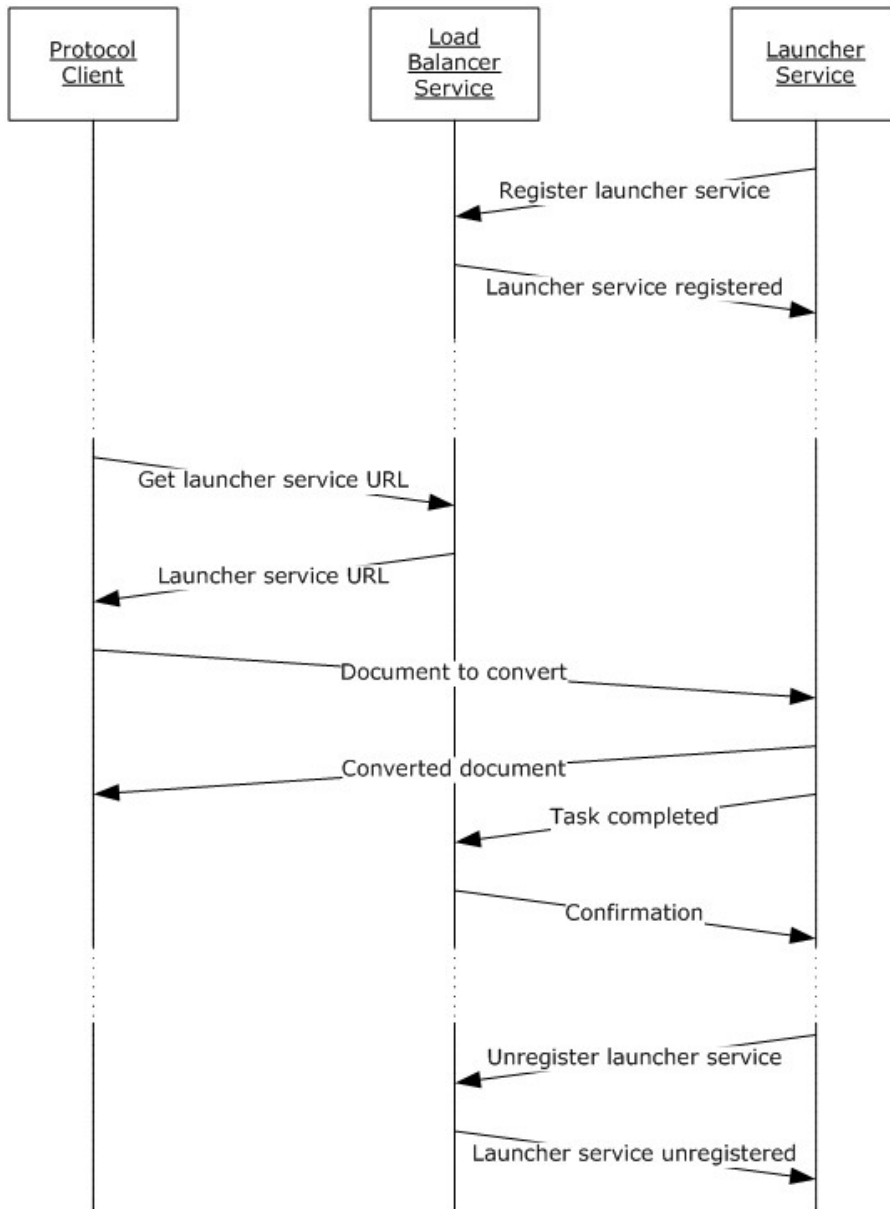 Protocol
Client
Load
Balancer
Service
Launcher
Service
Register launcher service
Launcher service registered
Get launcher service URL
Launcher service URL
Document to convert
Converted document
Task completed
Confirmation
Unregister launcher service
Launcher service unregistered